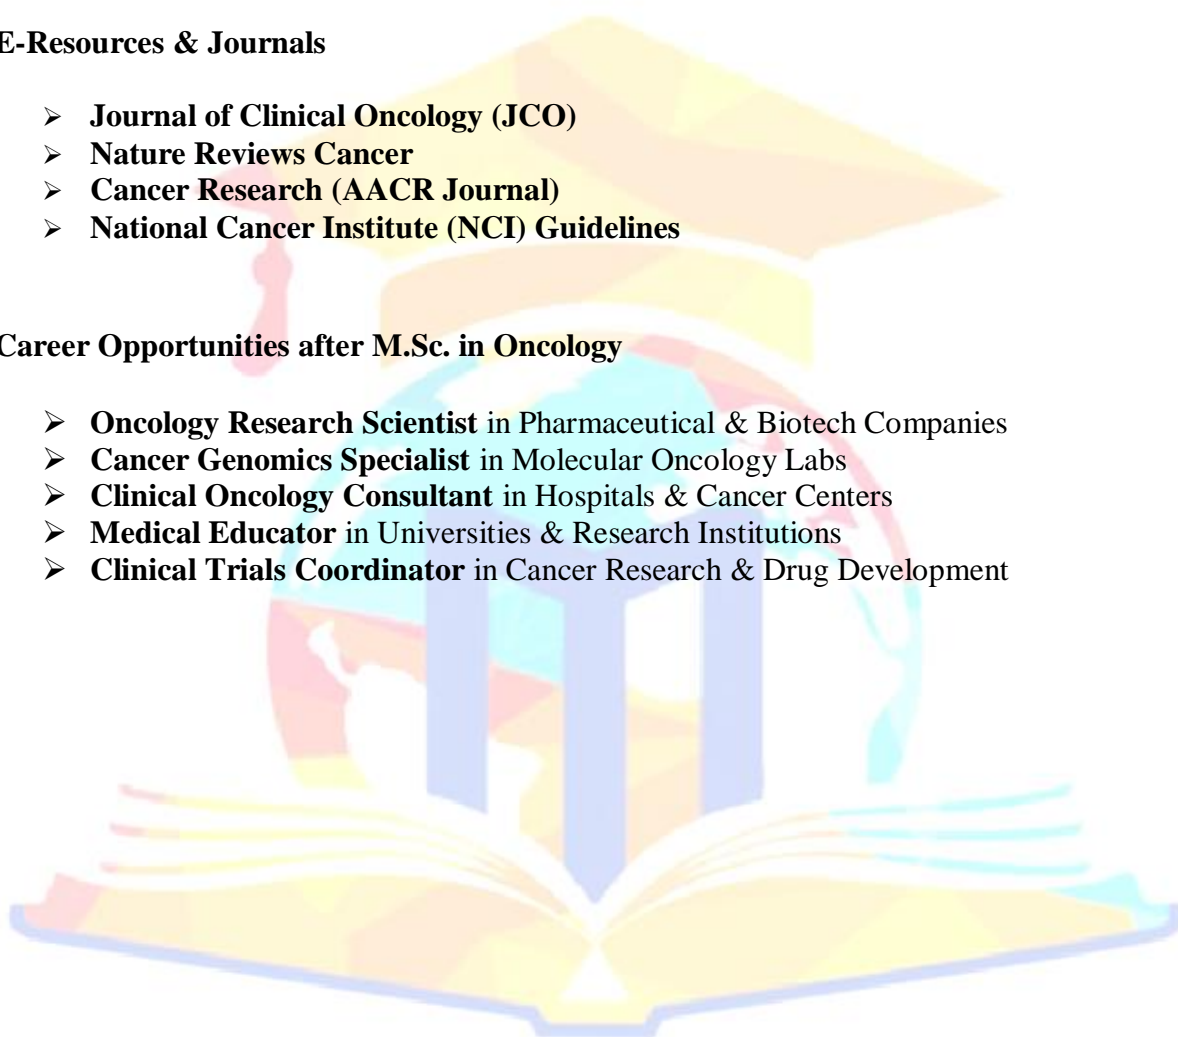 E-Resources & Journals
➢ Journal of Clinical Oncology (JCO)
➢ Nature Reviews Cancer
➢ Cancer Research (AACR Journal)
➢ National Cancer Institute (NCI) Guidelines
Career Opportunities after M.Sc. in Oncology
➢ Oncology Research Scientist in Pharmaceutical & Biotech Companies
➢ Cancer Genomics Specialist in Molecular Oncology Labs
➢ Clinical Oncology Consultant in Hospitals & Cancer Centers
➢ Medical Educator in Universities & Research Institutions
➢ Clinical Trials Coordinator in Cancer Research & Drug Development